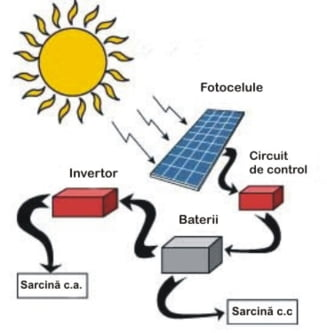 Fotocelule
Circuit
de control
Invertor
Baterii
Sarcină c.a.
Sarcină c.c